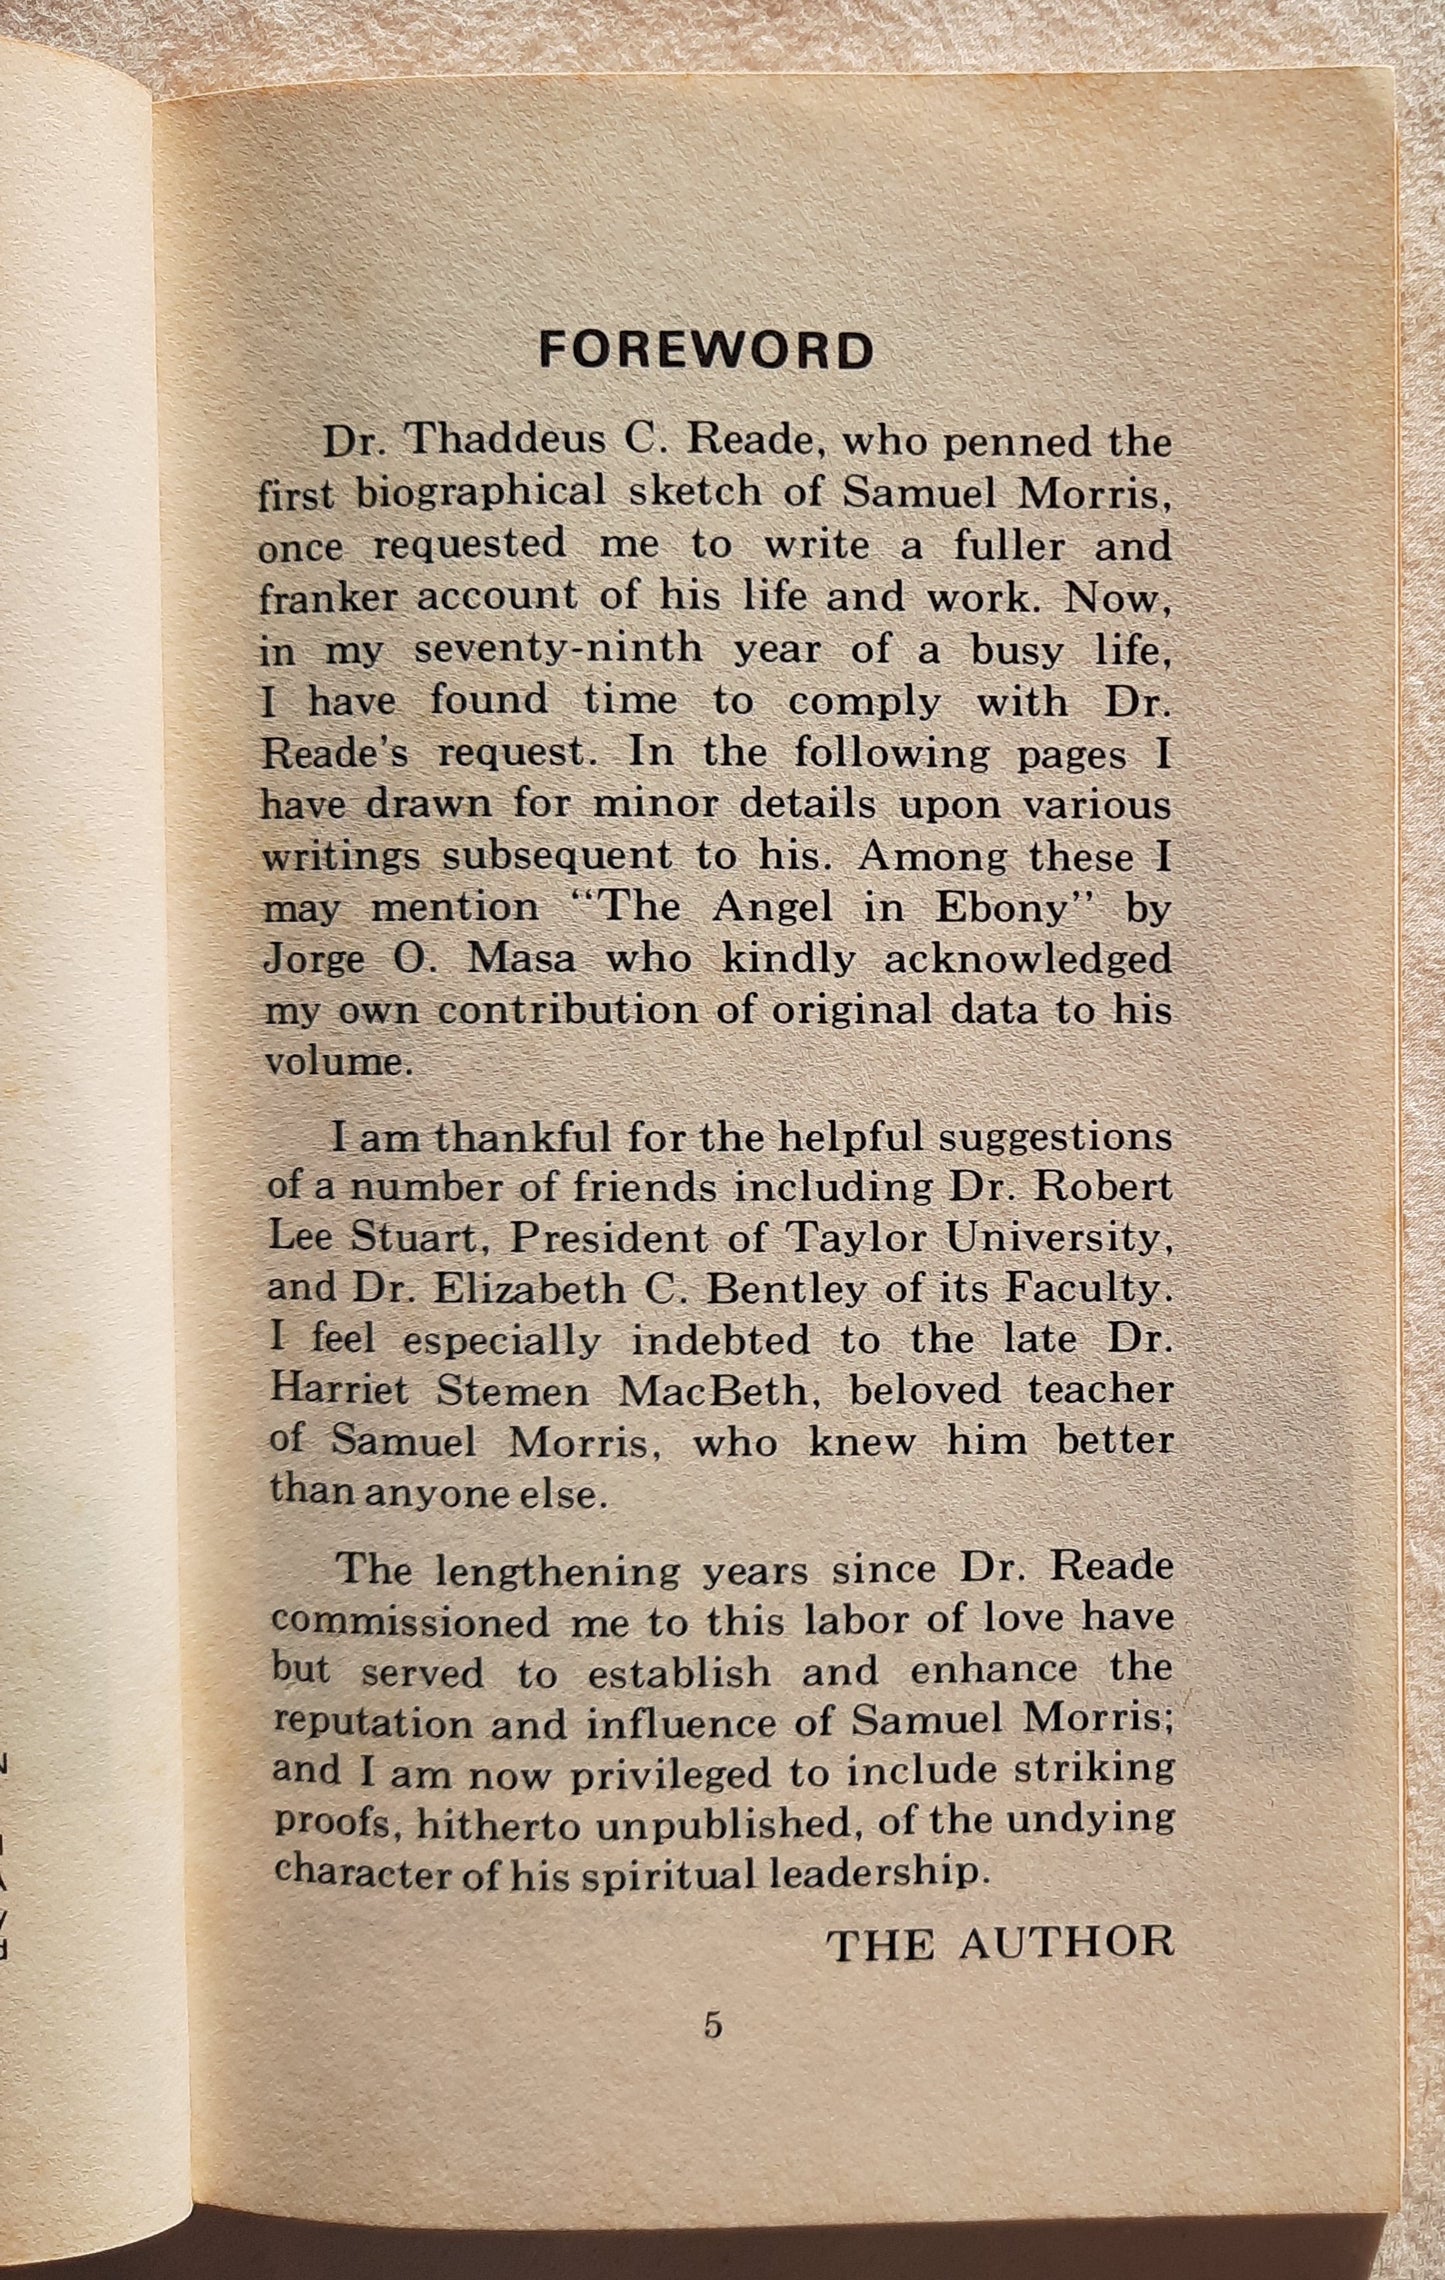 FOREWORD
Dr. Thaddeus C. Reade, who penned the
first biographical sketch of Samuel Morris,
once requested me to write a fuller and
franker account of his life and work. Now,
in my seventy-ninth year of a busy life,
I have found time to comply with Dr.
Reade's request. In the following pages I
have drawn for minor details upon various
writings subsequent to his. Among these I
may mention "The Angel in Ebony" by
Jorge O. Masa who kindly acknowledged
my own contribution of original data to his
volume.
I am thankful for the helpful suggestions
of a number of friends including Dr. Robert
Lee Stuart, President of Taylor University,
and Dr. Elizabeth C. Bentley of its Faculty.
I feel especially indebted to the late Dr.
Harriet Stemen MacBeth, beloved teacher
of Samuel Morris, who knew him better
than anyone else.
The lengthening years since Dr. Reade
commissioned me to this labor of love have
but served to establish and enhance the
reputation and influence of Samuel Morris;
and I am now privileged to include striking
proofs, hitherto unpublished, of the undying
character of his spiritual leadership.
THE AUTHOR
5